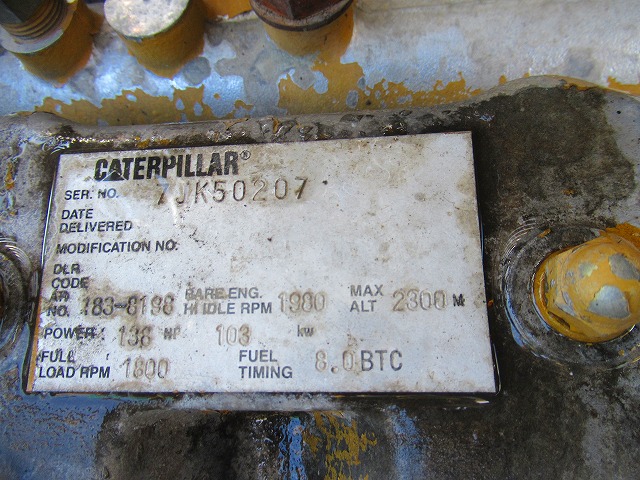 CATERPILLAR®
SER. NO. 7JK50207
DATE
DELIVERED
MODIFICATION NO:
DLR
CODE
AR
NO. 183-8198 BARE ENG. HI IDLE RPM 1980 MAX ALT 2300 M
POWER: 138 HP 103 kw
FULL LOAD RPM 1800 FUEL TIMING 8.0 BTC